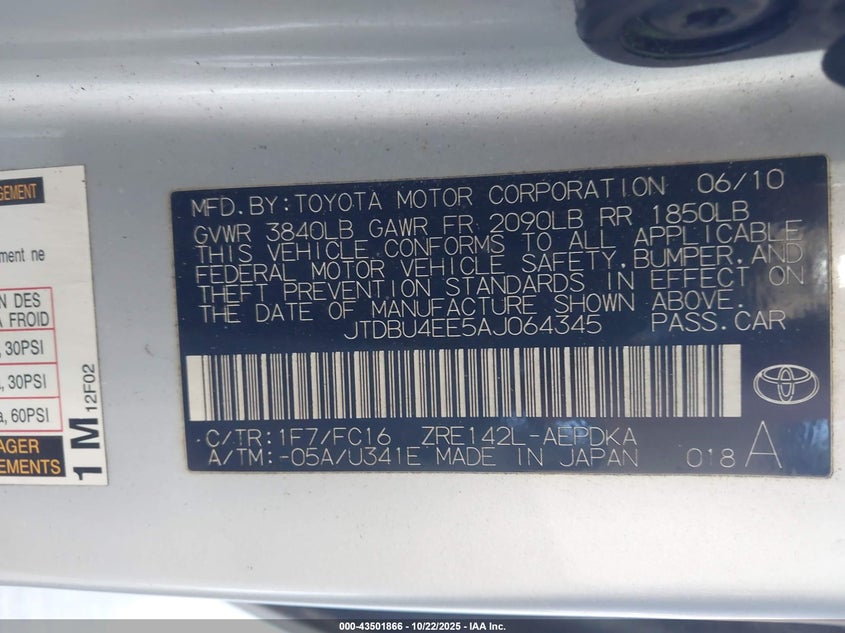 GEMENT
ment ne
N DES
A FROID
, 30PSI
a, 30PSI
a, 60PSI
AGER
EMENTS
1 M 12F02
MFD.BY:TOYOTA MOTOR CORPORATION 06/10
GVWR 3840LB GAWR FR 2090LB RR 1850LB
THIS VEHICLE CONFORMS TO ALL APPLICABLE
FEDERAL MOTOR VEHICLE SAFETY,BUMPER,AND
THEFT PREVENTION STANDARDS IN EFFECT ON
THE DATE OF MANUFACTURE SHOWN ABOVE.
JTDBU4EE5AJ064345 PASS.CAR
C/TR:1F7/FC16 ZRE142L-AEPDKA
A/TM:-05A/U341E MADE IN JAPAN 018 A
000-43501866 - 10/22/2025 - IAA Inc.